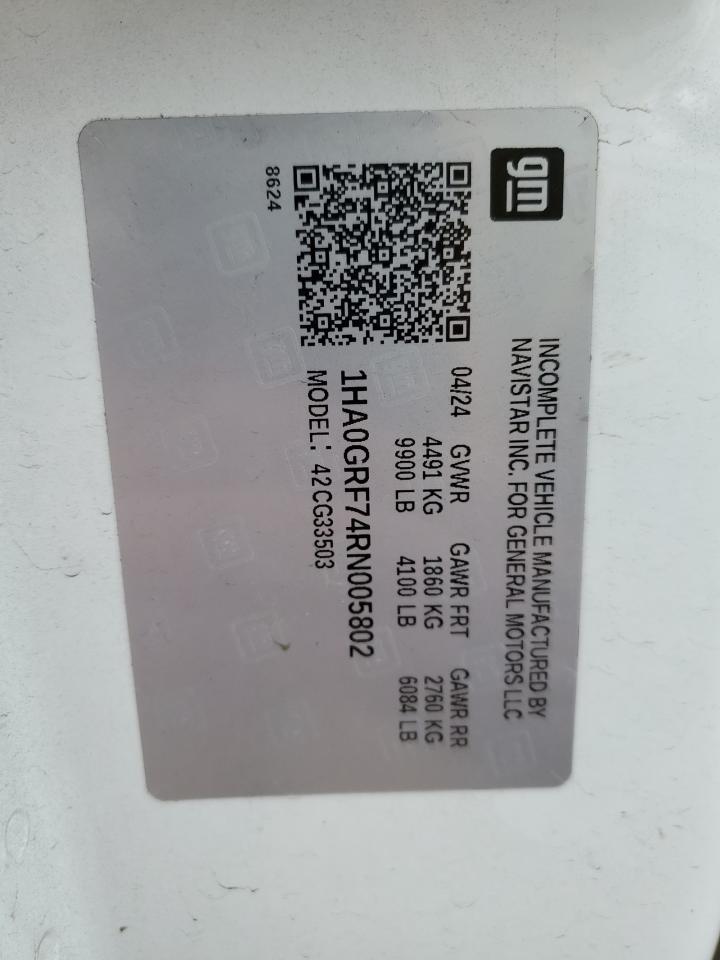 gm
INCOMPLETE VEHICLE MANUFACTURED BY
NAVISTAR INC. FOR GENERAL MOTORS LLC
04/24 GVWR GAWR FRT GAWR RR
4491 KG 1860 KG 2760 KG
9900 LB 4100 LB 6084 LB
1HA0GRF74RN005802
MODEL: 42CG33503
8624